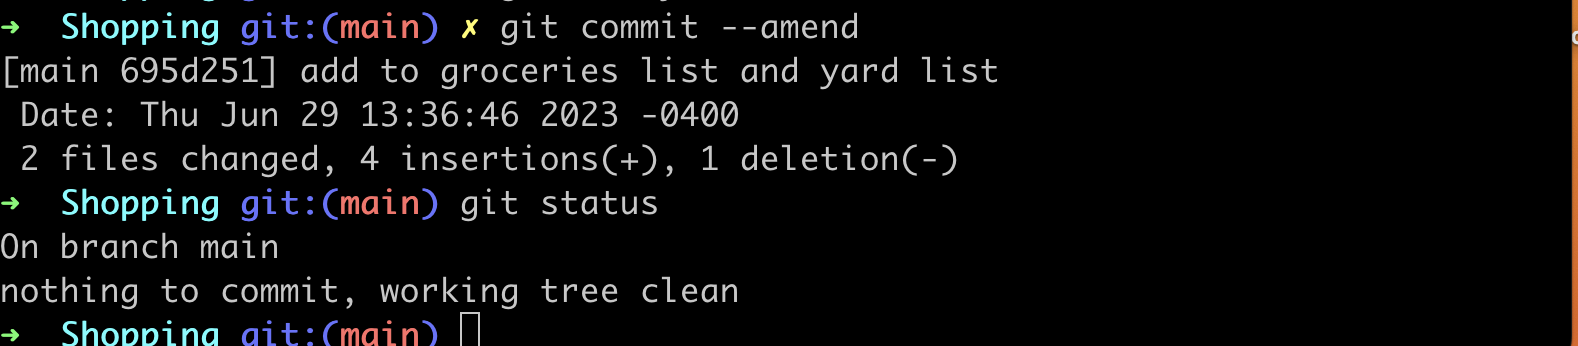 ➜  Shopping git:(main) ✗ git commit --amend
[main 695d251] add to groceries list and yard list
 Date: Thu Jun 29 13:36:46 2023 -0400
 2 files changed, 4 insertions(+), 1 deletion(-)
➜  Shopping git:(main) git status
On branch main
nothing to commit, working tree clean
➜  Shopping git:(main)